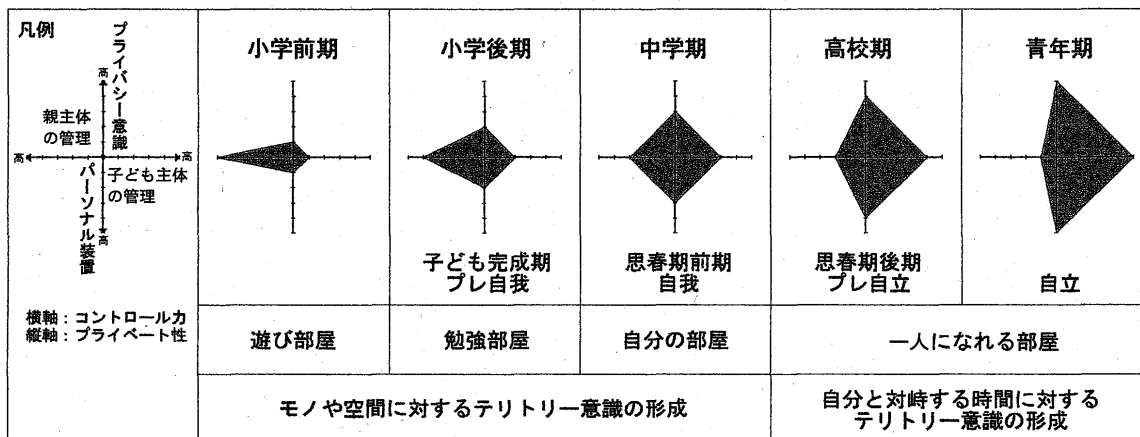 凡例
プライバシー意識
高
親主体
の管理
高
高
子ども主体
の管理
パーソナル装置
高
横軸：コントロール力
縦軸：プライベート性
小学前期
小学後期
中学期
高校期
青年期
子ども完成期
プレ自我
思春期前期
自我
思春期後期
プレ自立
自立
遊び部屋
勉強部屋
自分の部屋
一人になれる部屋
モノや空間に対するテリトリー意識の形成
自分と対峙する時間に対する
テリトリー意識の形成